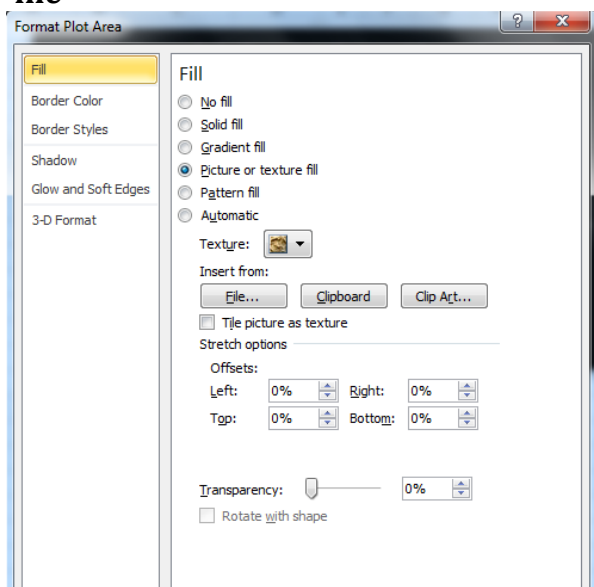 Format Plot Area
?
X
Fill
Border Color
Border Styles
Shadow
Glow and Soft Edges
3-D Format
Fill
No fill
Solid fill
Gradient fill
Picture or texture fill
Pattern fill
Automatic
Texture:
Insert from:
File... Clipboard Clip Art...
Tile picture as texture
Stretch options
Offsets:
Left: 0% Right: 0%
Top: 0% Bottom: 0%
Transparency: 0%
Rotate with shape